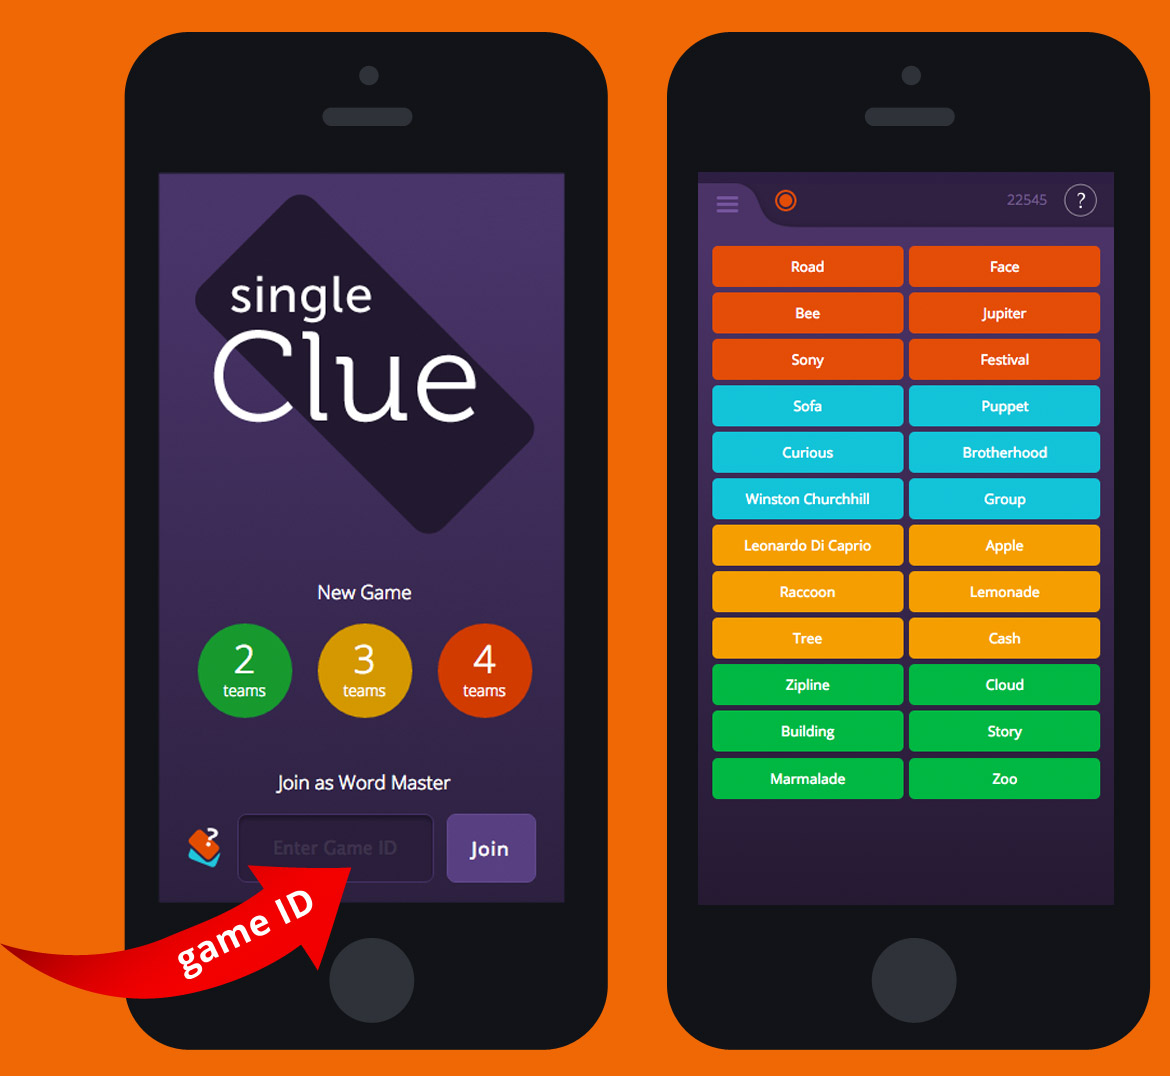 single
Clue
New Game
2
teams
3
teams
4
teams
Join as Word Master
?
Enter Game ID
Join
game ID
22545
?
Road
Face
Bee
Jupiter
Sony
Festival
Sofa
Puppet
Curious
Brotherhood
Winston Churchhill
Group
Leonardo Di Caprio
Apple
Raccoon
Lemonade
Tree
Cash
Zipline
Cloud
Building
Story
Marmalade
Zoo